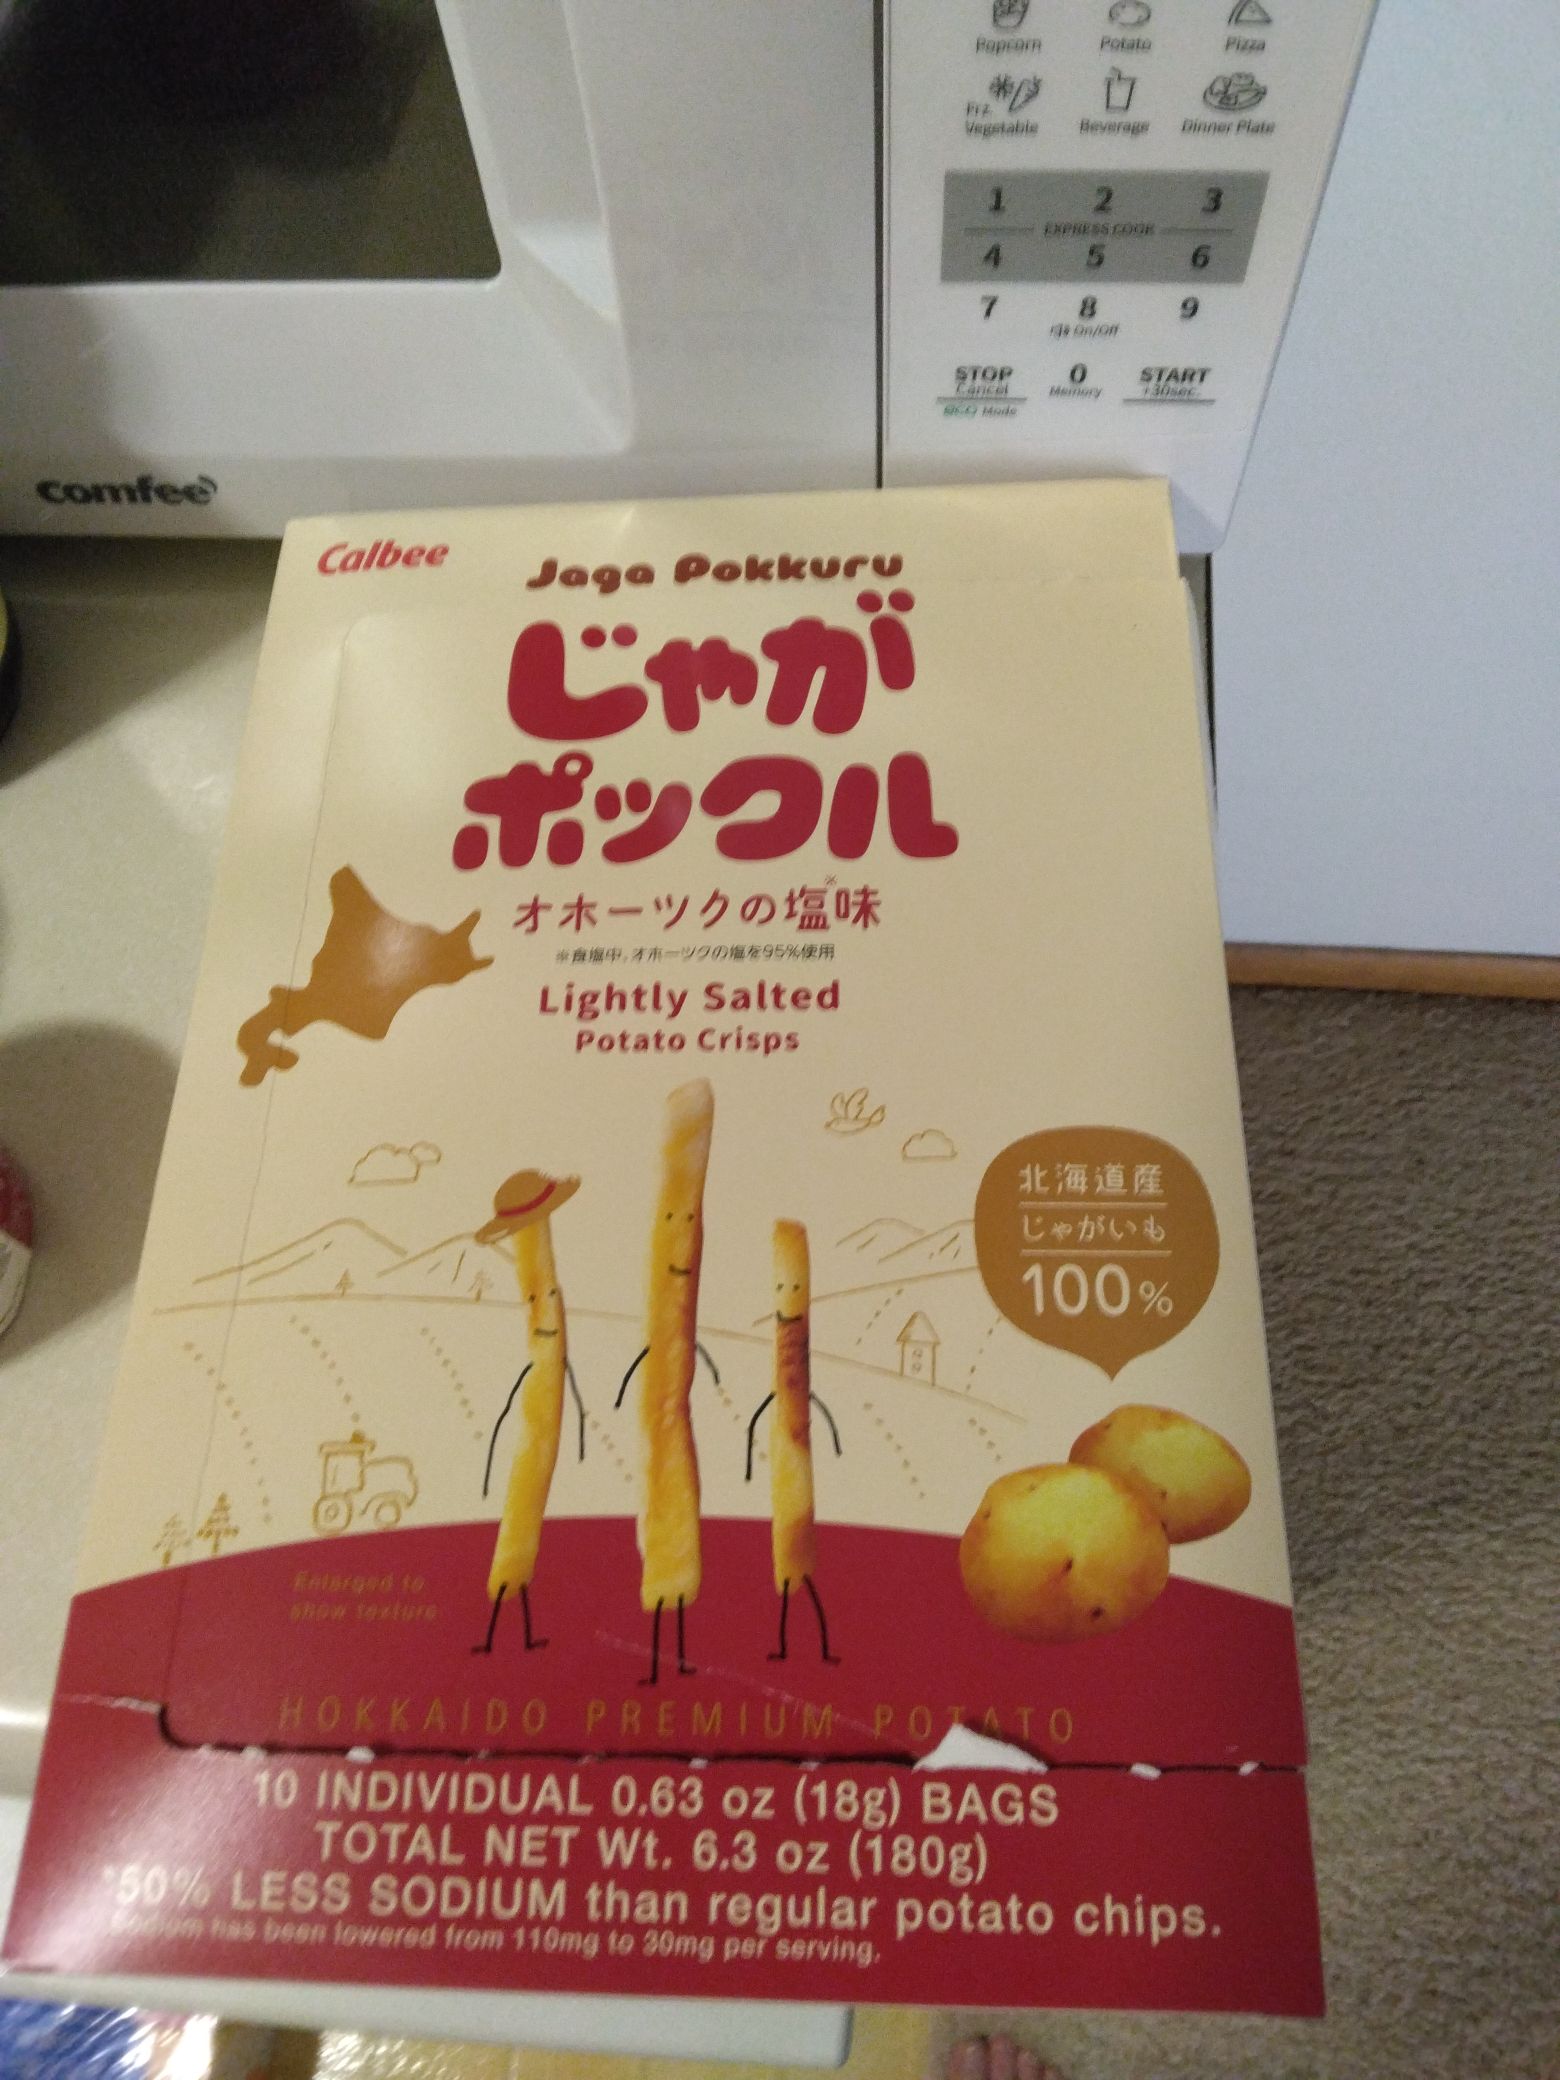 Popcorn Potato Pizza
Frz. Vegetable Beverage Dinner Plate
1 2 3
EXPRESS COOK
4 5 6
7 8 9
On/Off
STOP 0 START
Cancel Memory +30sec.
eco Mode
comfee'
Calbee
Jaga Pokkuru
じゃが
ポックル
オホーツクの塩※味
※食塩中、オホーツクの塩を95%使用
Lightly Salted
Potato Crisps
北海道産
じゃがいも
100%
Enlarged to
show texture
HOKKAIDO PREMIUM POTATO
10 INDIVIDUAL 0.63 oz (18g) BAGS
TOTAL NET Wt. 6.3 oz (180g)
*50% LESS SODIUM than regular potato chips.
Sodium has been lowered from 110mg to 30mg per serving.